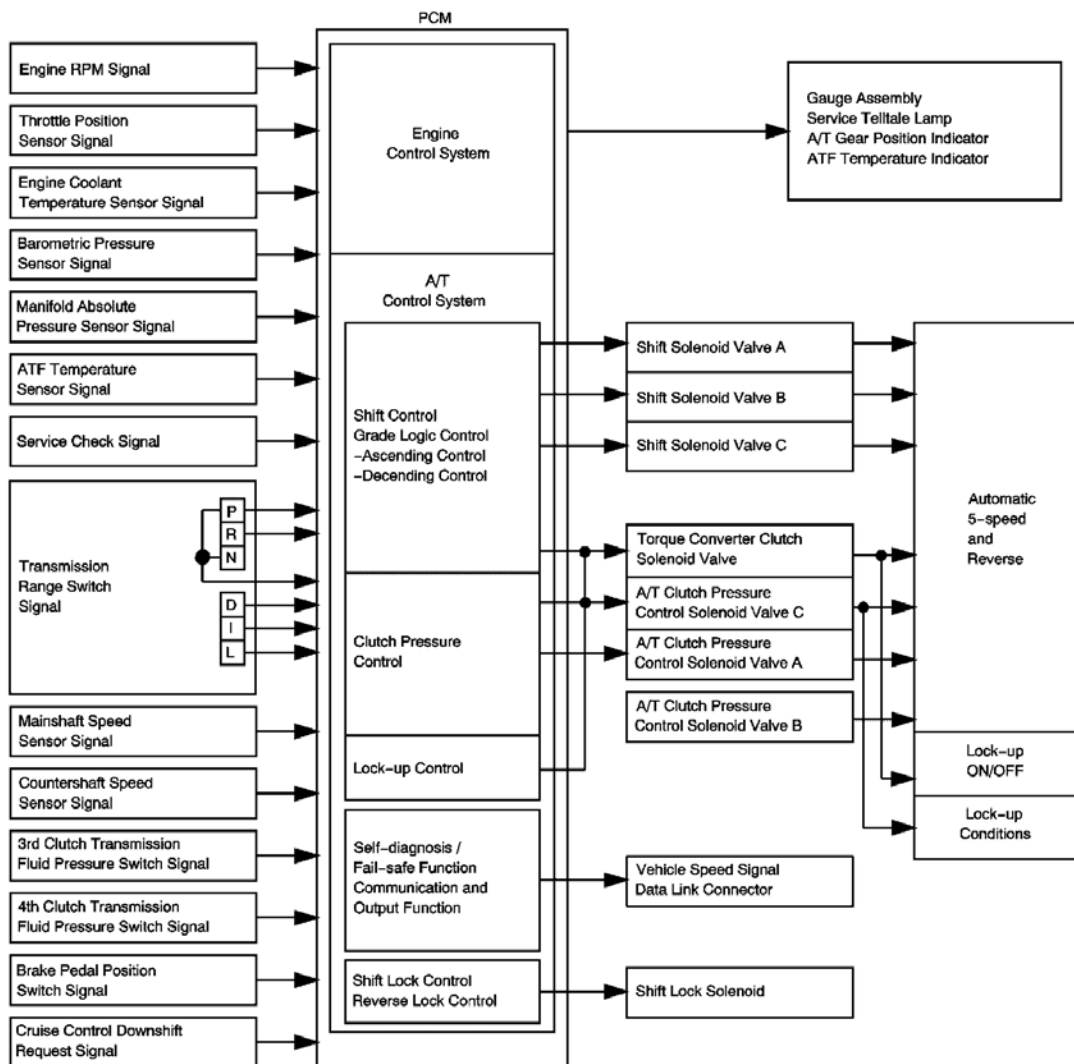 PCM
Engine RPM Signal
Throttle Position
Sensor Signal
Engine Coolant
Temperature Sensor Signal
Barometric Pressure
Sensor Signal
Manifold Absolute
Pressure Sensor Signal
ATF Temperature
Sensor Signal
Service Check Signal
Transmission
Range Switch
Signal
P
R
N
D
I
L
Mainshaft Speed
Sensor Signal
Countershaft Speed
Sensor Signal
3rd Clutch Transmission
Fluid Pressure Switch Signal
4th Clutch Transmission
Fluid Pressure Switch Signal
Brake Pedal Position
Switch Signal
Cruise Control Downshift
Request Signal
Engine
Control System
A/T
Control System
Shift Control
Grade Logic Control
-Ascending Control
-Decending Control
Clutch Pressure
Control
Lock-up Control
Self-diagnosis /
Fail-safe Function
Communication and
Output Function
Shift Lock Control
Reverse Lock Control
Gauge Assembly
Service Telltale Lamp
A/T Gear Position Indicator
ATF Temperature Indicator
Shift Solenoid Valve A
Shift Solenoid Valve B
Shift Solenoid Valve C
Torque Converter Clutch
Solenoid Valve
A/T Clutch Pressure
Control Solenoid Valve C
A/T Clutch Pressure
Control Solenoid Valve A
A/T Clutch Pressure
Control Solenoid Valve B
Vehicle Speed Signal
Data Link Connector
Shift Lock Solenoid
Automatic
5-speed
and
Reverse
Lock-up
ON/OFF
Lock-up
Conditions